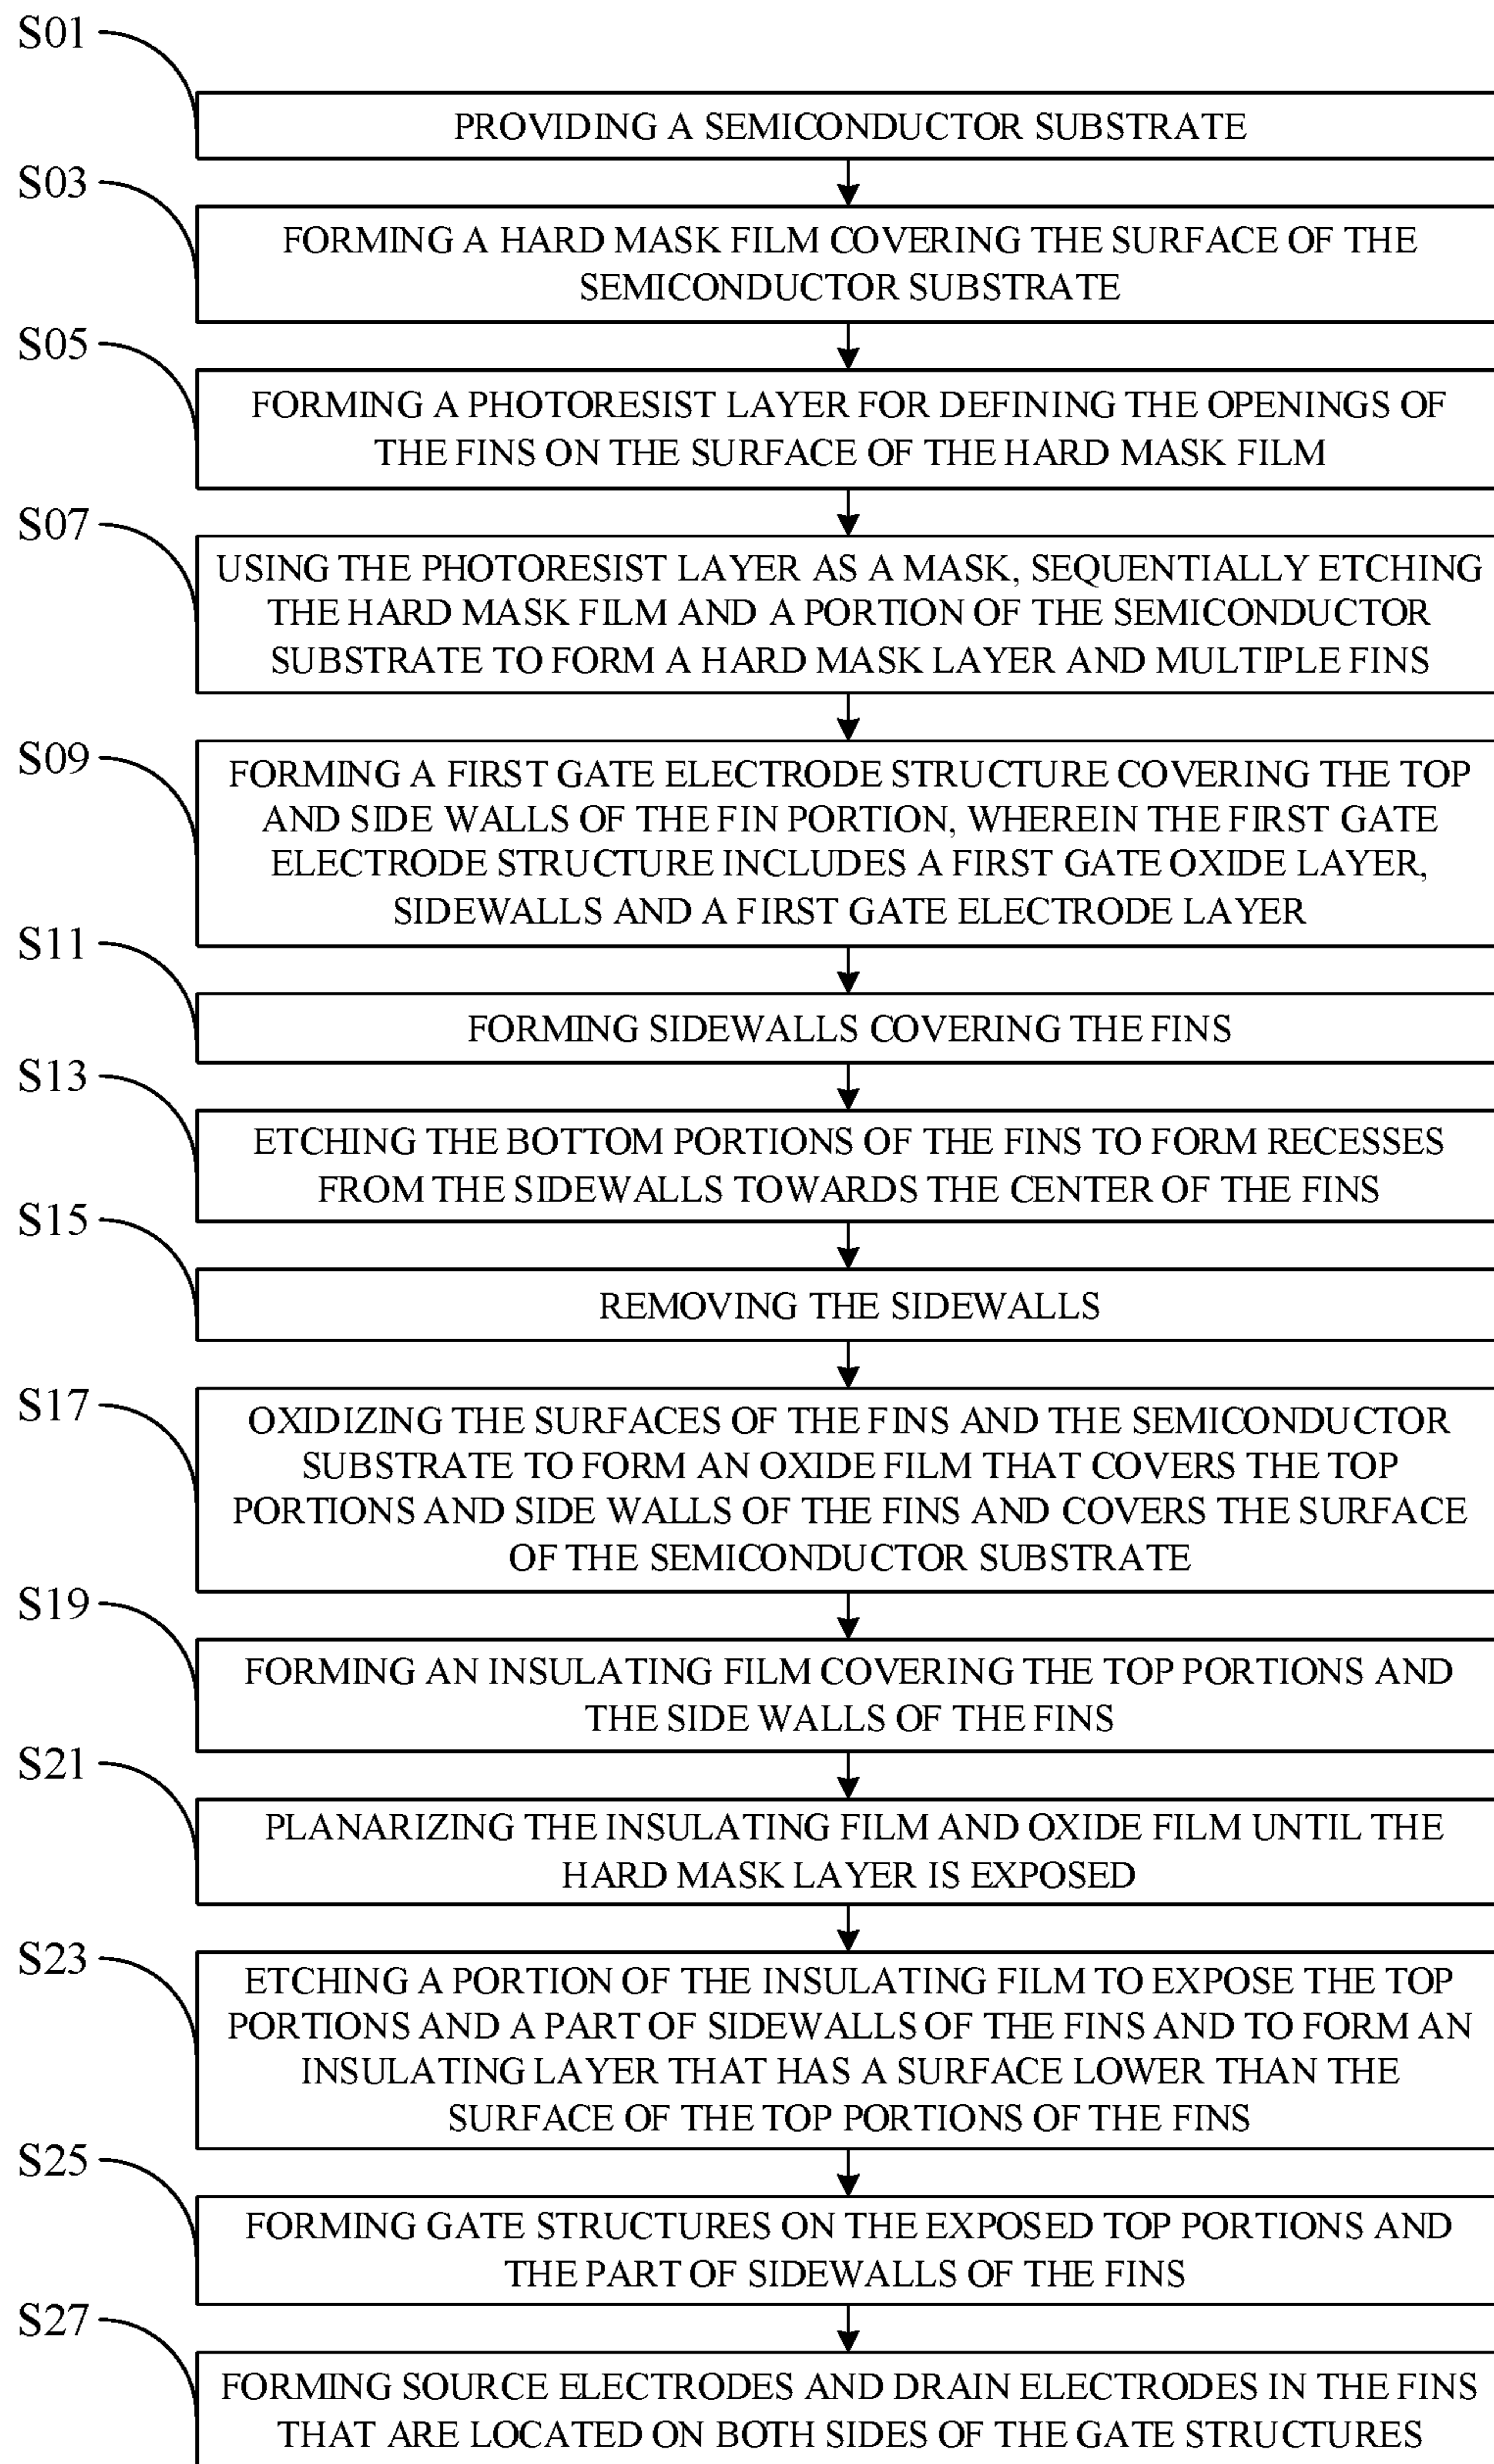 S01
PROVIDING A SEMICONDUCTOR SUBSTRATE
S03
FORMING A HARD MASK FILM COVERING THE SURFACE OF THE
SEMICONDUCTOR SUBSTRATE
S05
FORMING A PHOTORESIST LAYER FOR DEFINING THE OPENINGS OF
THE FINS ON THE SURFACE OF THE HARD MASK FILM
S07
USING THE PHOTORESIST LAYER AS A MASK, SEQUENTIALLY ETCHING
THE HARD MASK FILM AND A PORTION OF THE SEMICONDUCTOR
SUBSTRATE TO FORM A HARD MASK LAYER AND MULTIPLE FINS
S09
FORMING A FIRST GATE ELECTRODE STRUCTURE COVERING THE TOP
AND SIDE WALLS OF THE FIN PORTION, WHEREIN THE FIRST GATE
ELECTRODE STRUCTURE INCLUDES A FIRST GATE OXIDE LAYER,
SIDEWALLS AND A FIRST GATE ELECTRODE LAYER
S11
FORMING SIDEWALLS COVERING THE FINS
S13
ETCHING THE BOTTOM PORTIONS OF THE FINS TO FORM RECESSES
FROM THE SIDEWALLS TOWARDS THE CENTER OF THE FINS
S15
REMOVING THE SIDEWALLS
S17
OXIDIZING THE SURFACES OF THE FINS AND THE SEMICONDUCTOR
SUBSTRATE TO FORM AN OXIDE FILM THAT COVERS THE TOP
PORTIONS AND SIDE WALLS OF THE FINS AND COVERS THE SURFACE
OF THE SEMICONDUCTOR SUBSTRATE
S19
FORMING AN INSULATING FILM COVERING THE TOP PORTIONS AND
THE SIDE WALLS OF THE FINS
S21
PLANARIZING THE INSULATING FILM AND OXIDE FILM UNTIL THE
HARD MASK LAYER IS EXPOSED
S23
ETCHING A PORTION OF THE INSULATING FILM TO EXPOSE THE TOP
PORTIONS AND A PART OF SIDEWALLS OF THE FINS AND TO FORM AN
INSULATING LAYER THAT HAS A SURFACE LOWER THAN THE
SURFACE OF THE TOP PORTIONS OF THE FINS
S25
FORMING GATE STRUCTURES ON THE EXPOSED TOP PORTIONS AND
THE PART OF SIDEWALLS OF THE FINS
S27
FORMING SOURCE ELECTRODES AND DRAIN ELECTRODES IN THE FINS
THAT ARE LOCATED ON BOTH SIDES OF THE GATE STRUCTURES